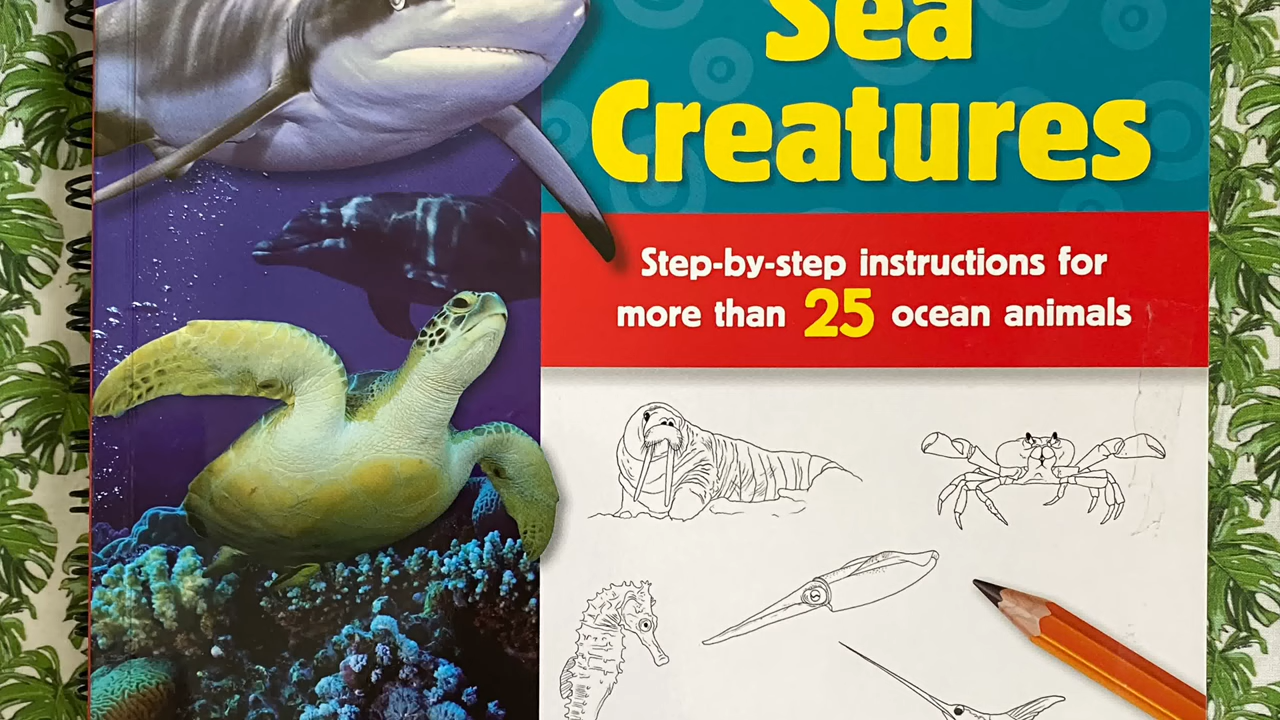 Sea
Creatures
Step-by-step instructions for
more than 25 ocean animals